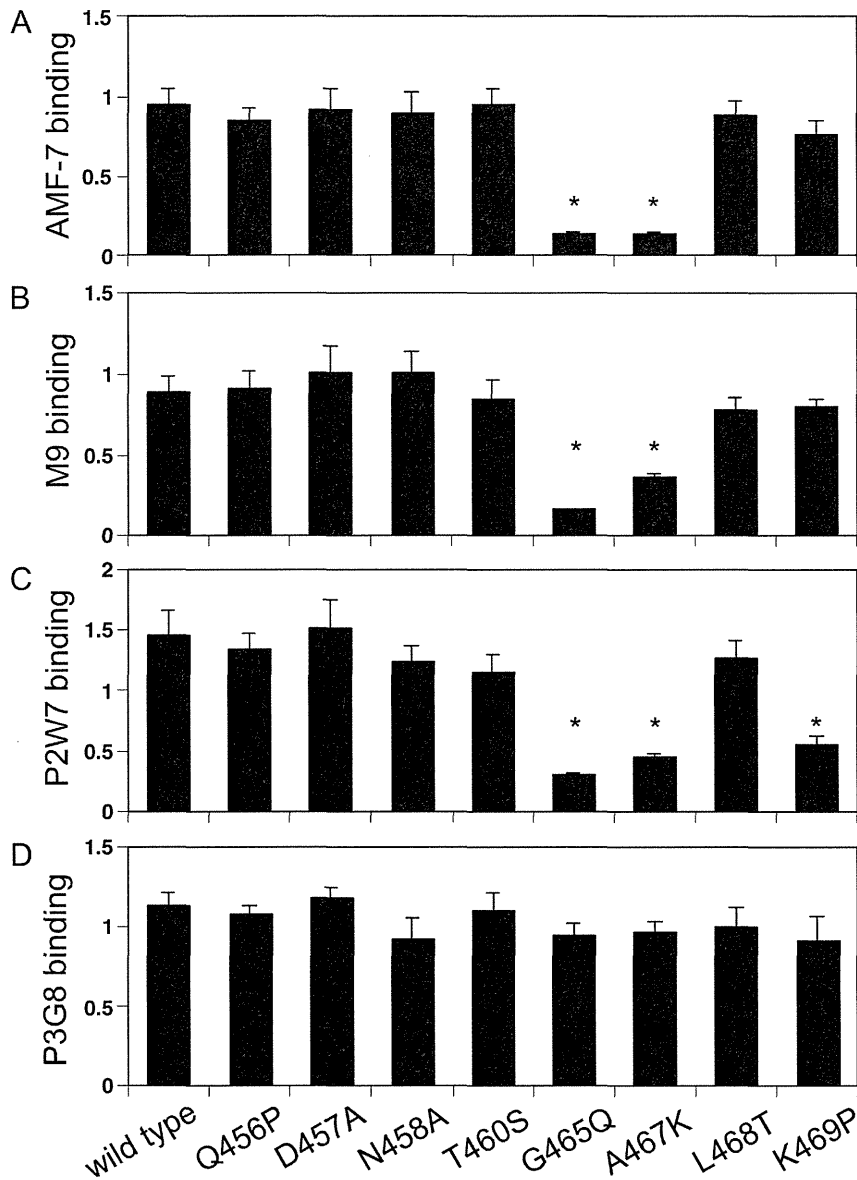 A
AMF-7 binding
1.5
1
0.5
0
* *
B
M9 binding
1.5
1
0.5
0
* *
C
P2W7 binding
2
1.5
1
0.5
0
* * *
D
P3G8 binding
1.5
1
0.5
0
wild type Q456P D457A N458A T460S G465Q A467K L468T K469P